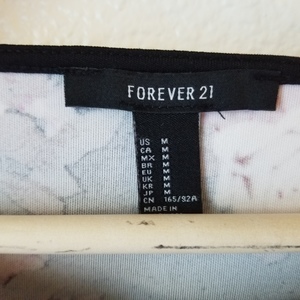 FOREVER 21
US M
CA M
MX M
BR M
EU M
UK M
KR M
JP M
CN 165/92A
MADE IN